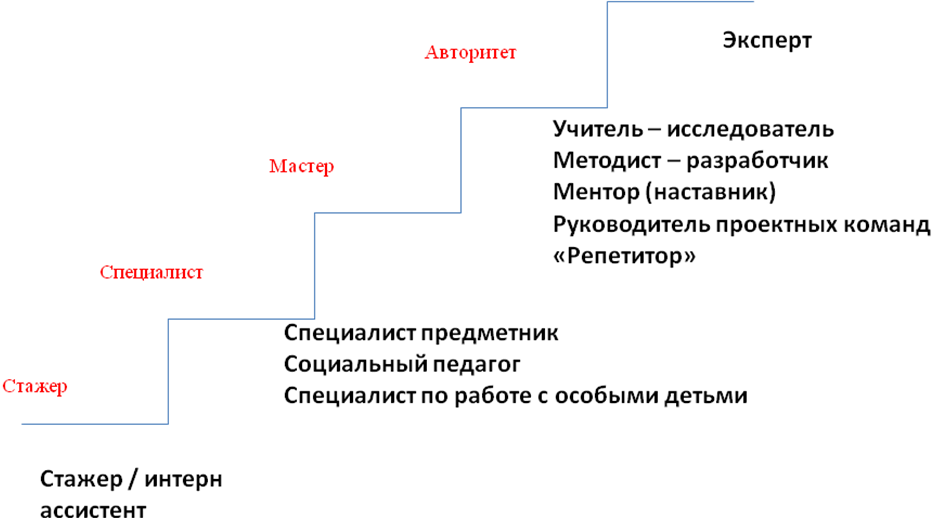 Эксперт
Авторитет
Учитель – исследователь
Методист – разработчик
Ментор (наставник)
Руководитель проектных команд
«Репетитор»
Мастер
Специалист
Специалист предметник
Социальный педагог
Специалист по работе с особыми детьми
Стажер
Стажер / интерн
ассистент